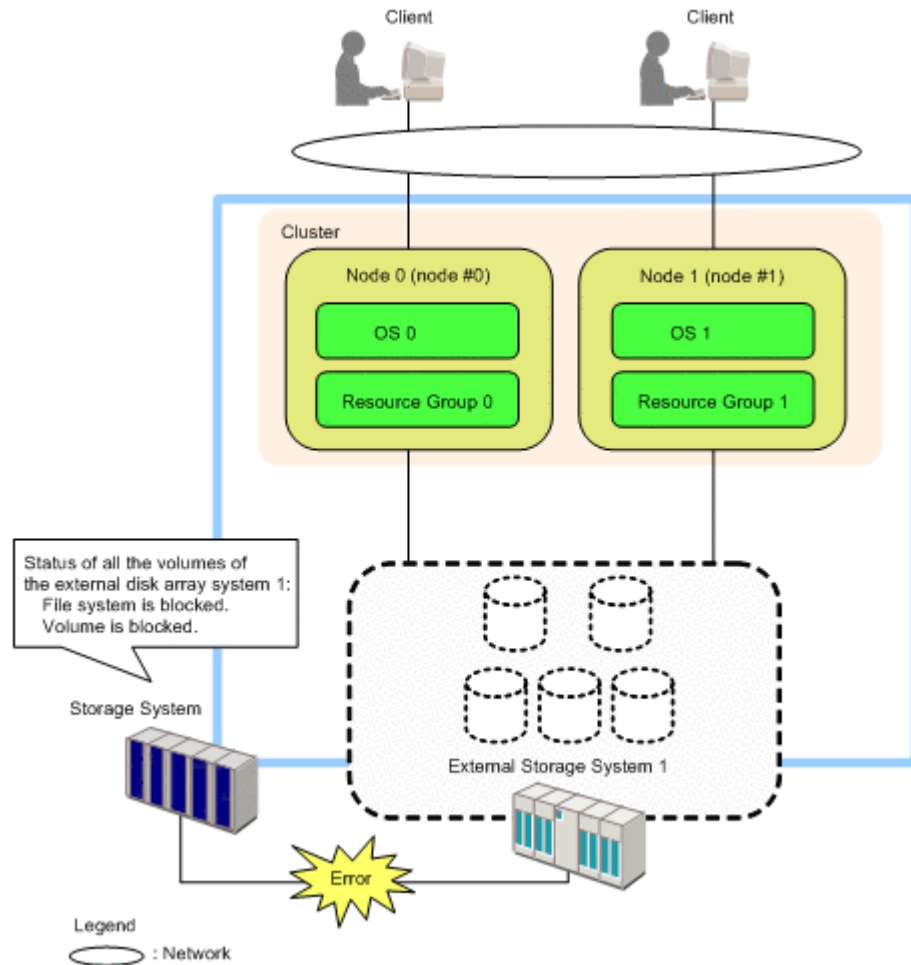 Client
Client
Cluster
Node 0 (node #0)
Node 1 (node #1)
OS 0
OS 1
Resource Group 0
Resource Group 1
Status of all the volumes of
the external disk array system 1:
File system is blocked.
Volume is blocked.
Storage System
External Storage System 1
Error
Legend
: Network